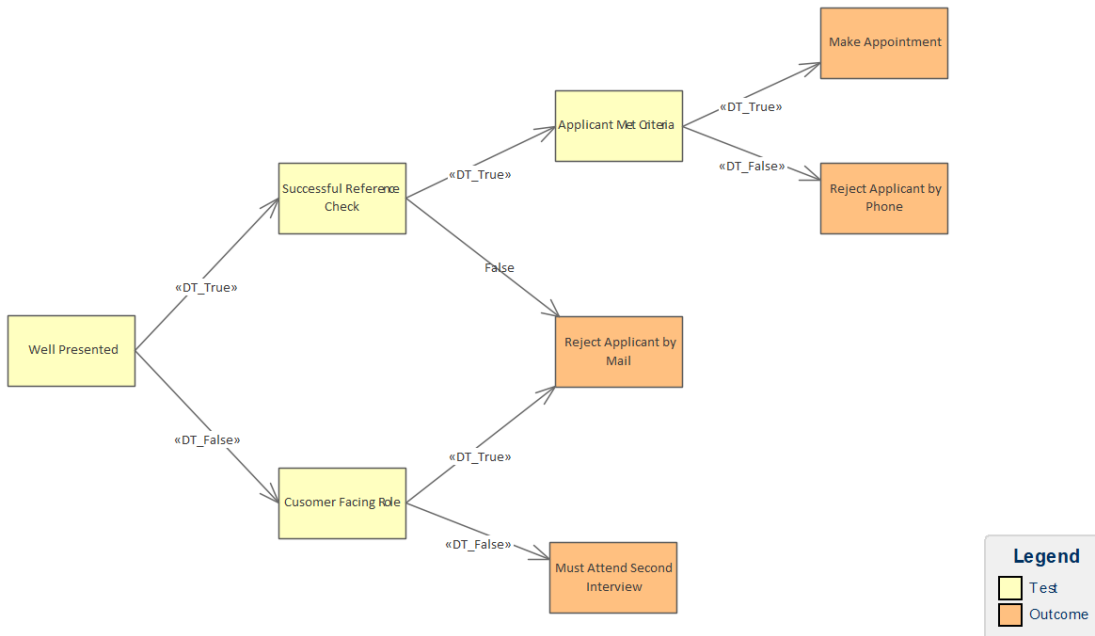 Make Appointment
«DT_True»
Applicant Met Criteria
«DT_False»
Reject Applicant by
Phone
«DT_True»
Successful Reference
Check
False
«DT_True»
Well Presented
Reject Applicant by
Mail
«DT_False»
«DT_True»
Cusomer Facing Role
«DT_False»
Must Attend Second
Interview
Legend
Test
Outcome